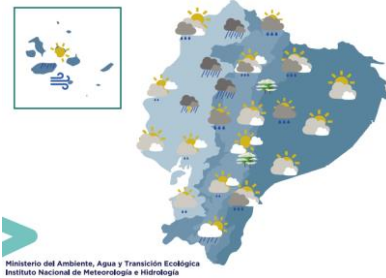 Ministerio del Ambiente, Agua y Transición Ecológica
Instituto Nacional de Meteorología e Hidrología